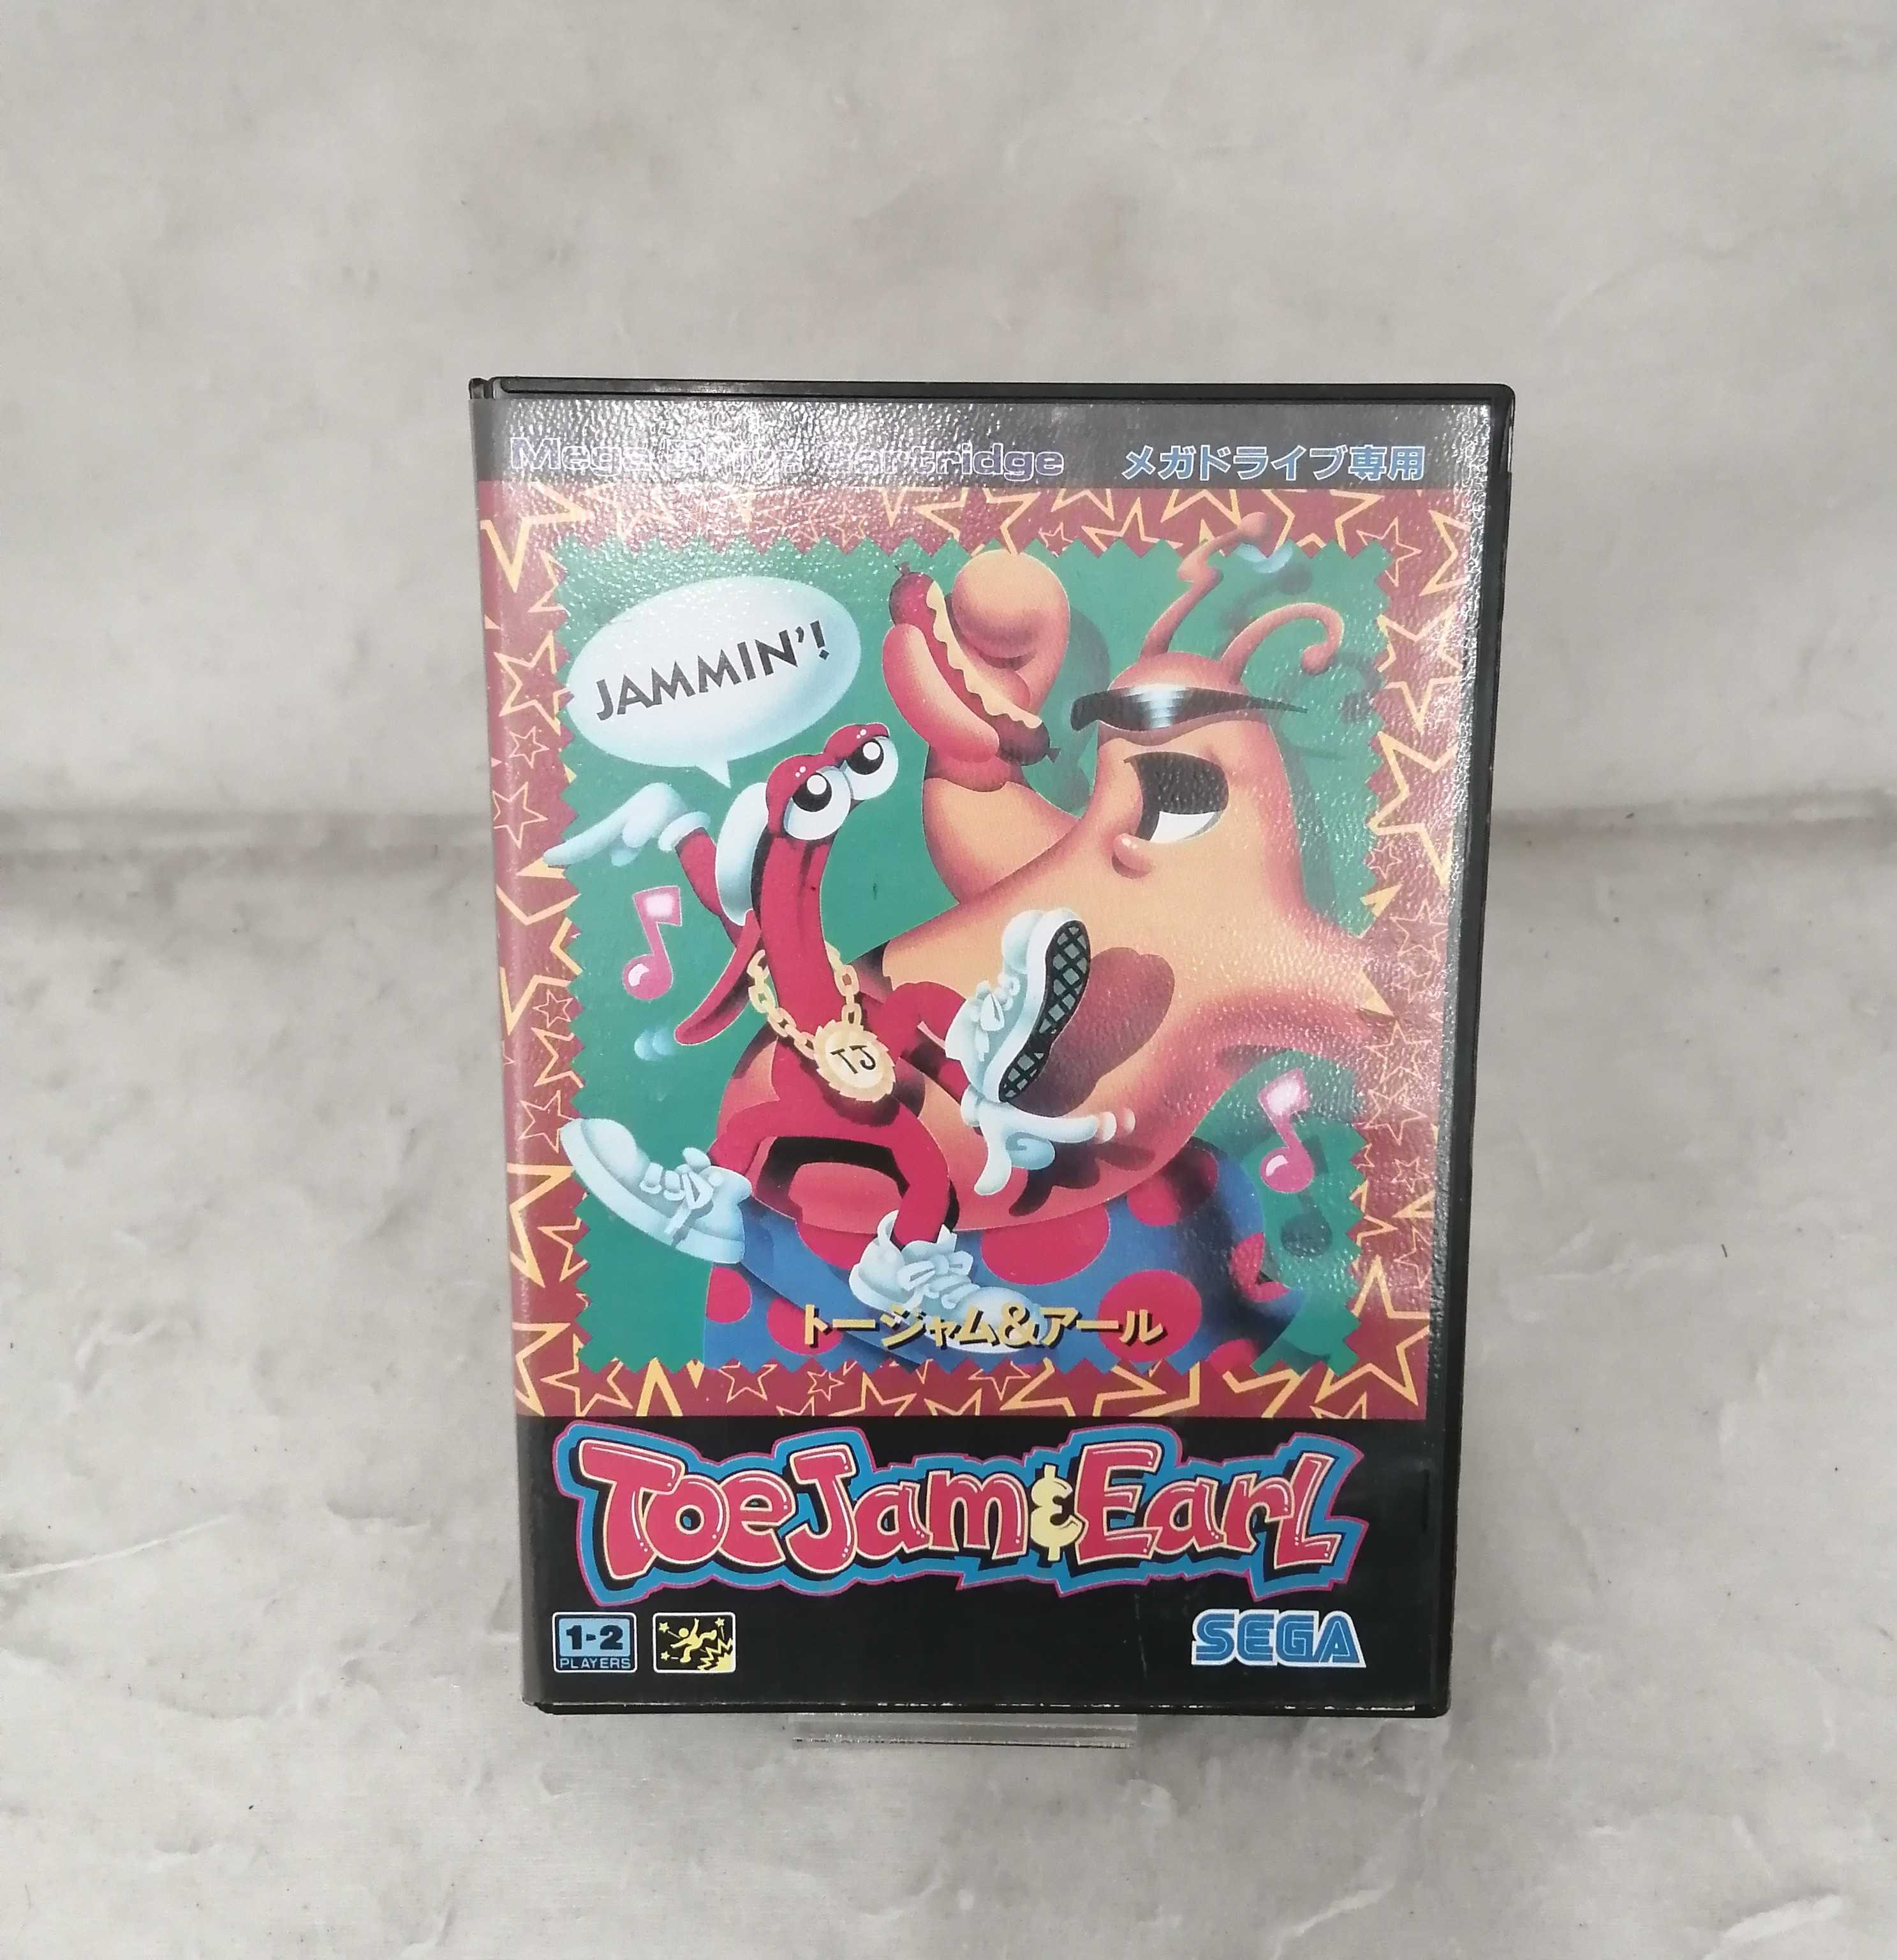 Mega Drive Cartridge メガドライブ専用
JAMMIN'!
TJ
トージャム&アール
ToeJam & Earl
1-2
PLAYERS
SEGA